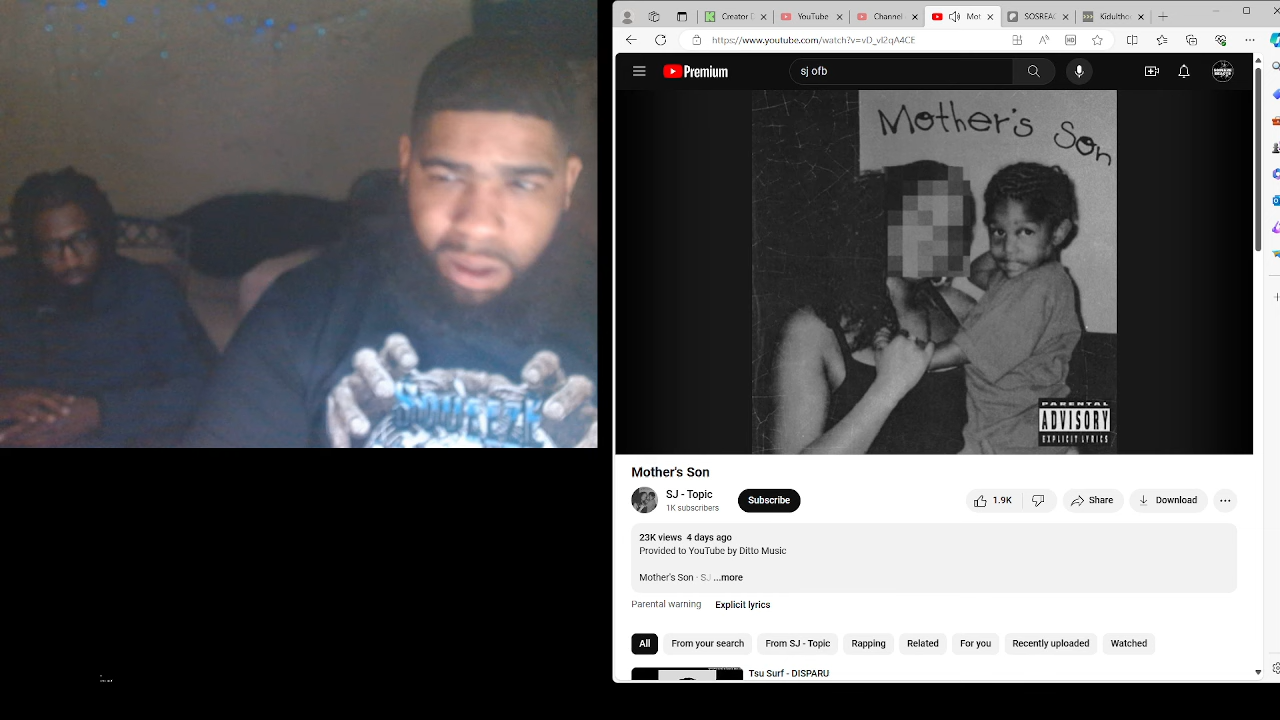 Creator D
YouTube
Channel
Mot
SOSREAC
Kidultho
https://www.youtube.com/watch?v=vD_vl2qA4CE
Premium
sj ofb
Mother's Son
PARENTAL
ADVISORY
EXPLICIT LYRICS
SQUEEZE
Mother's Son
SJ - Topic
1K subscribers
Subscribe
1.9K
Share
Download
23K views 4 days ago
Provided to YouTube by Ditto Music
Mother's Son · SJ ...more
Parental warning Explicit lyrics
All
From your search
From SJ - Topic
Rapping
Related
For you
Recently uploaded
Watched
Tsu Surf - DISPARU